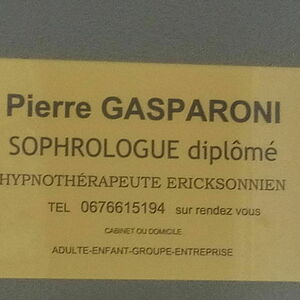 Pierre GASPARONI
SOPHROLOGUE diplômé
HYPNOTHÉRAPEUTE ERICKSONNIEN
TEL 0676615194 sur rendez vous
CABINET OU DOMICILE
ADULTE-ENFANT-GROUPE-ENTREPRISE